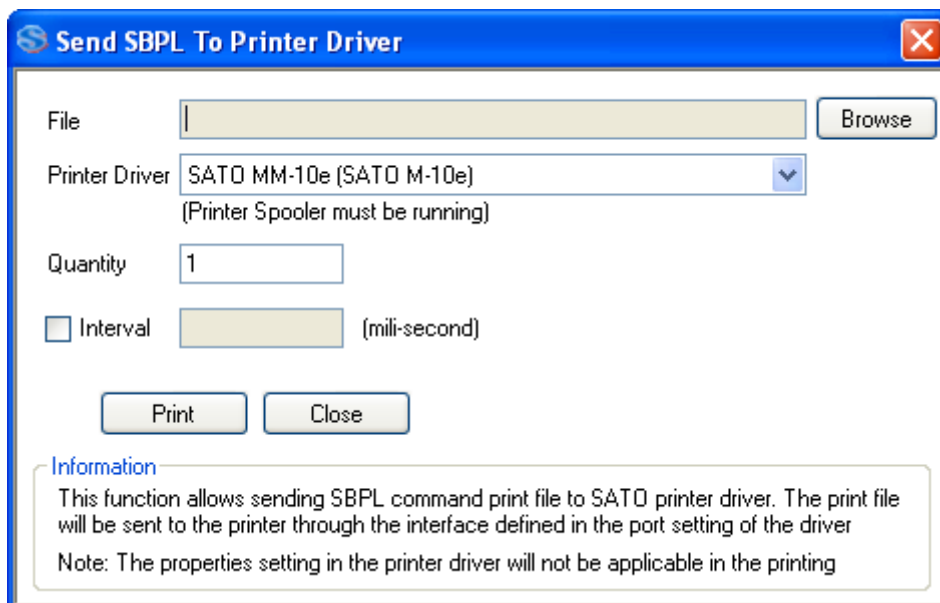 Send SBPL To Printer Driver
File
Browse
Printer Driver SATO MM-10e (SATO M-10e)
(Printer Spooler must be running)
Quantity 1
Interval (mili-second)
Print Close
Information
This function allows sending SBPL command print file to SATO printer driver. The print file
will be sent to the printer through the interface defined in the port setting of the driver
Note: The properties setting in the printer driver will not be applicable in the printing